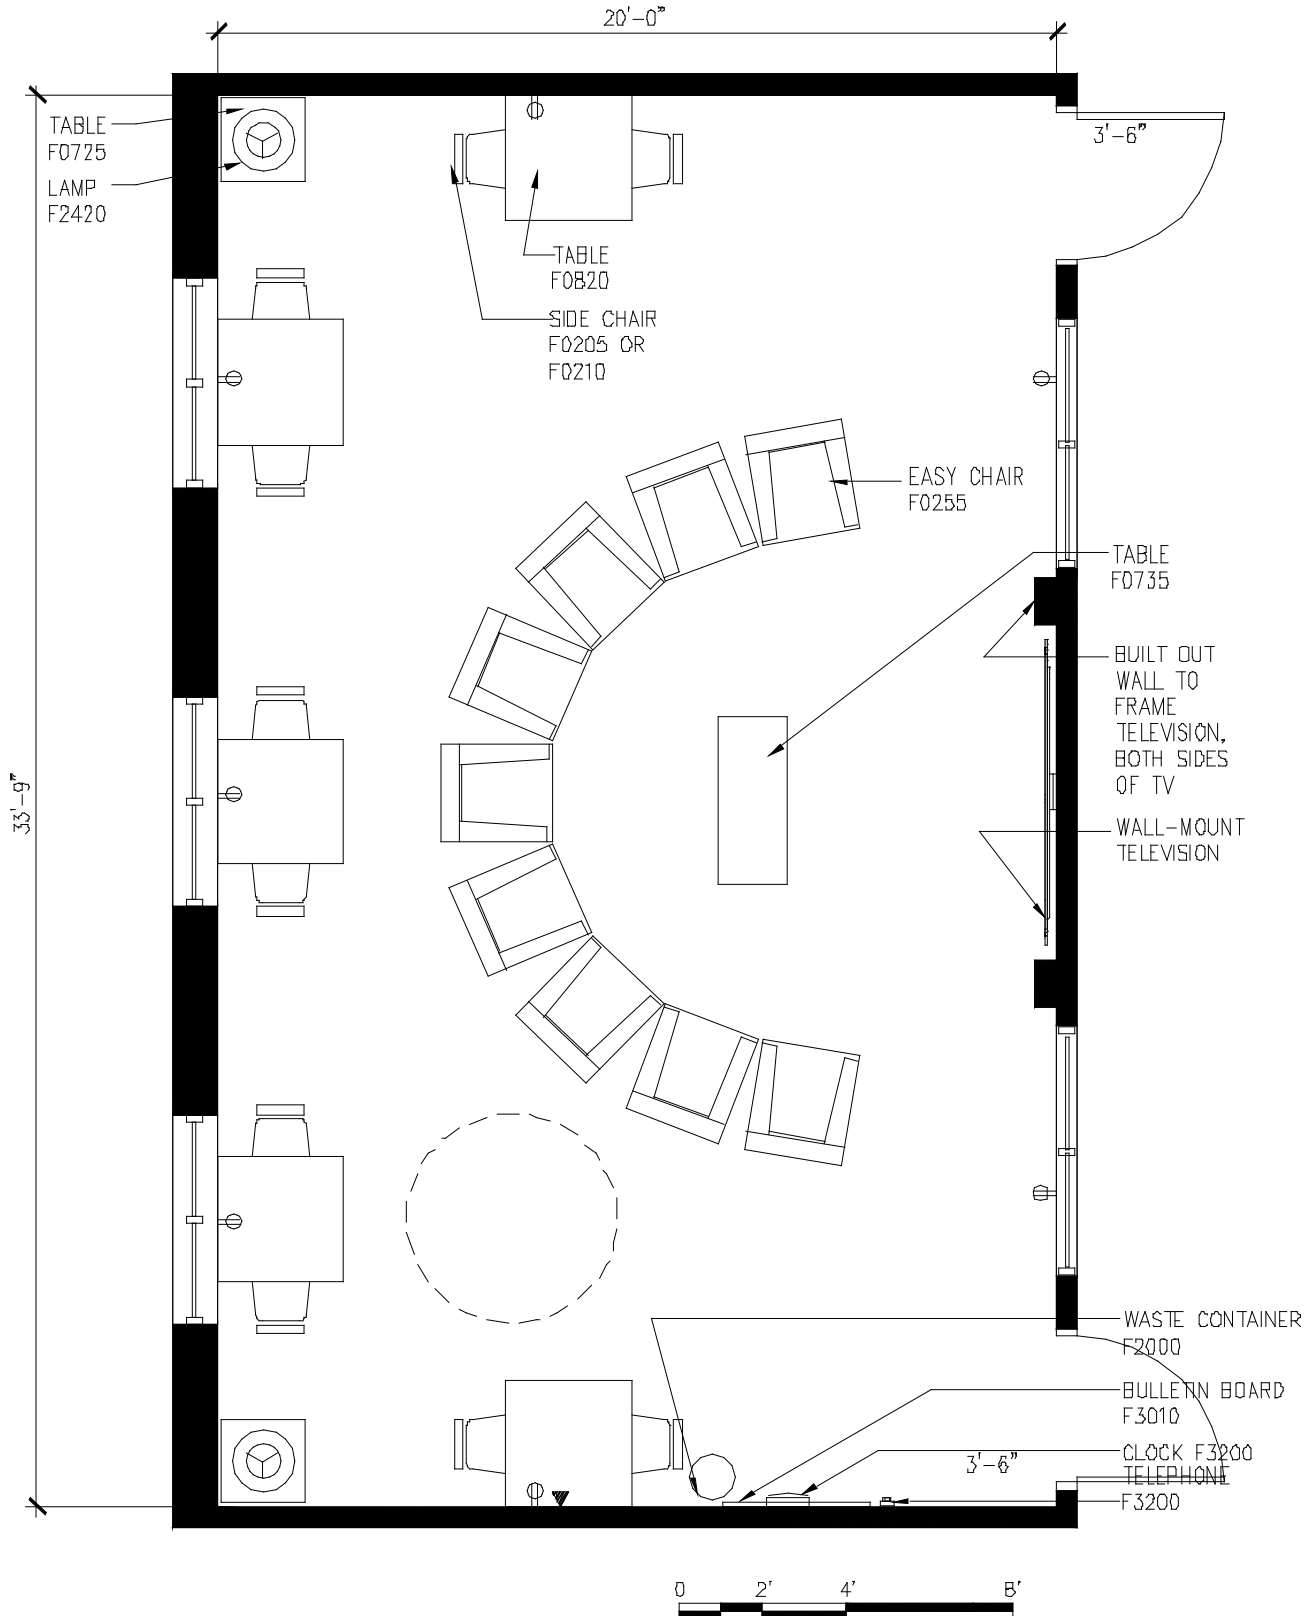 20'-0"
TABLE
F0725
LAMP
F2420
3'-6"
TABLE
F0820
SIDE CHAIR
F0205 OR
F0210
EASY CHAIR
F0255
TABLE
F0735
BUILT OUT
WALL TO
FRAME
TELEVISION,
BOTH SIDES
OF TV
33'-9"
WALL-MOUNT
TELEVISION
WASTE CONTAINER
F2000
BULLETIN BOARD
F3010
3'-6"
CLOCK F3200
TELEPHONE
F3200
0 2' 4' 8'